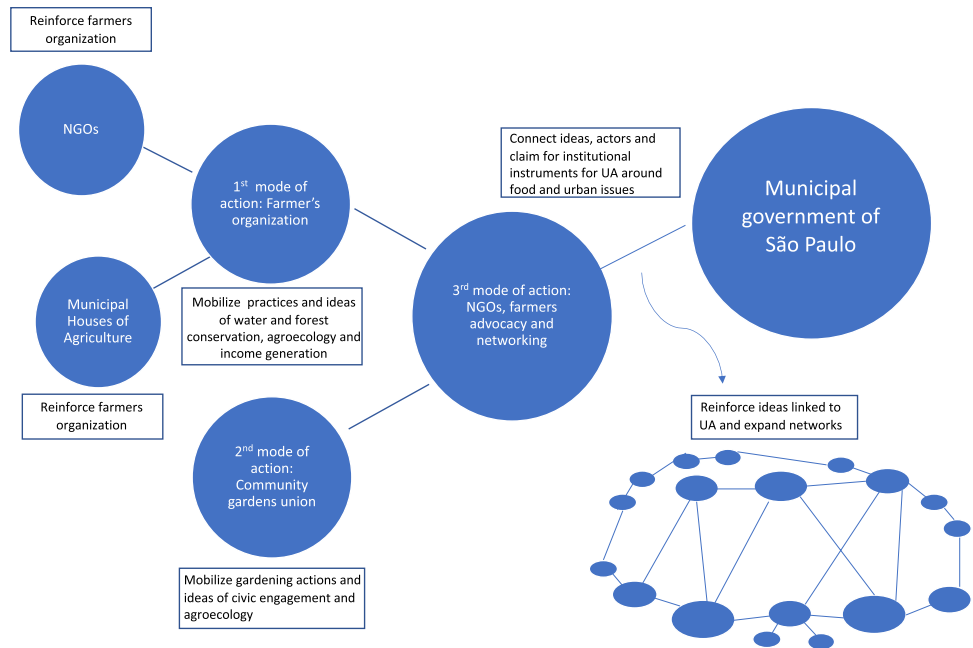 Reinforce farmers
organization
NGOs
1st mode of
action: Farmer's
organization
Municipal
Houses of
Agriculture
Reinforce farmers
organization
Mobilize practices and ideas
of water and forest
conservation, agroecology and
income generation
2nd mode of
action:
Community
gardens union
Mobilize gardening actions and
ideas of civic engagement and
agroecology
3rd mode of action:
NGOs, farmers
advocacy and
networking
Connect ideas, actors and
claim for institutional
instruments for UA around
food and urban issues
Municipal
government of
São Paulo
Reinforce ideas linked to
UA and expand networks